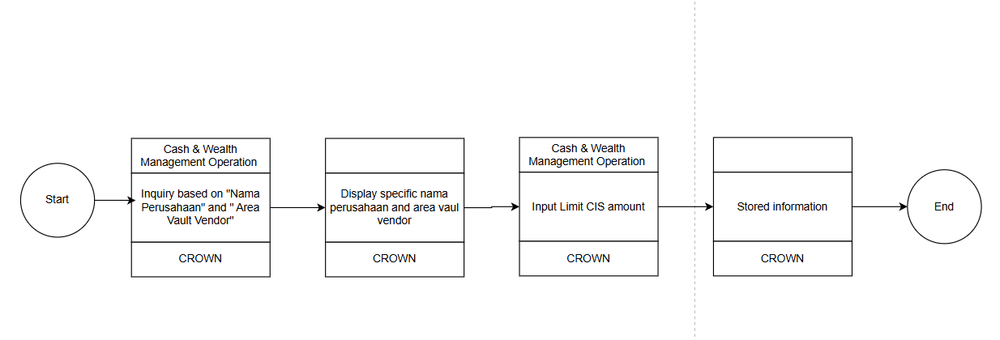 Start
Cash & Wealth
Management Operation
Inquiry based on "Nama
Perusahaan" and " Area
Vault Vendor"
CROWN
Display specific nama
perusahaan and area vaul
vendor
CROWN
Cash & Wealth
Management Operation
Input Limit CIS amount
CROWN
Stored information
CROWN
End